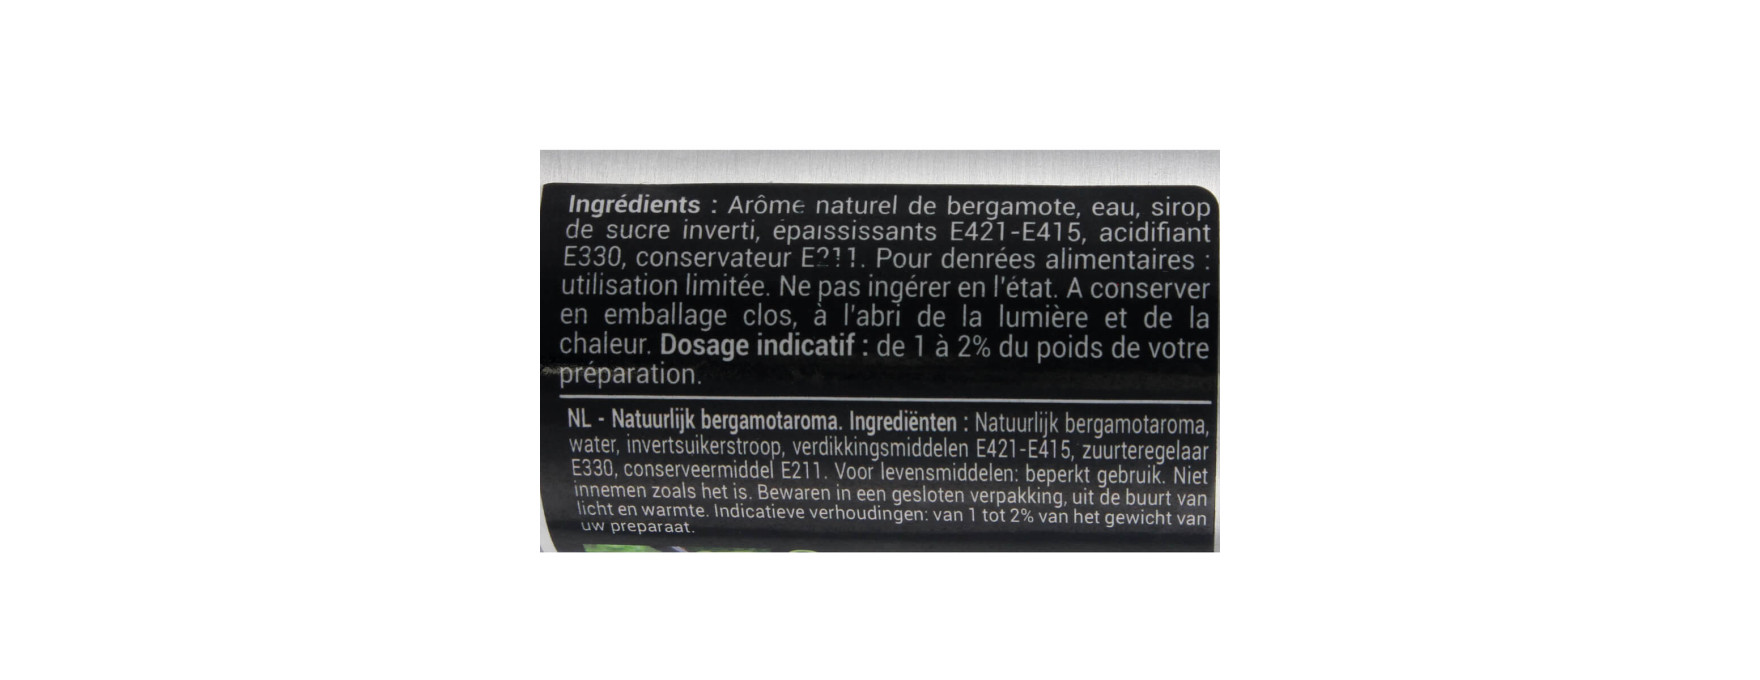 Ingrédients : Arôme naturel de bergamote, eau, sirop
de sucre inverti, épaississants E421-E415, acidifiant
E330, conservateur E211. Pour denrées alimentaires :
utilisation limitée. Ne pas ingérer en l'état. A conserver
en emballage clos, à l'abri de la lumière et de la
chaleur. Dosage indicatif : de 1 à 2% du poids de votre
préparation.
NL - Natuurlijk bergamotaroma. Ingrediënten : Natuurlijk bergamotaroma,
water, invertsuikerstroop, verdikkingsmiddelen E421-E415, zuurteregelaar
E330, conserveermiddel E211. Voor levensmiddelen: beperkt gebruik. Niet
innemen zoals het is. Bewaren in een gesloten verpakking, uit de buurt van
licht en warmte. Indicatieve verhoudingen: van 1 tot 2% van het gewicht van
uw preparaat.